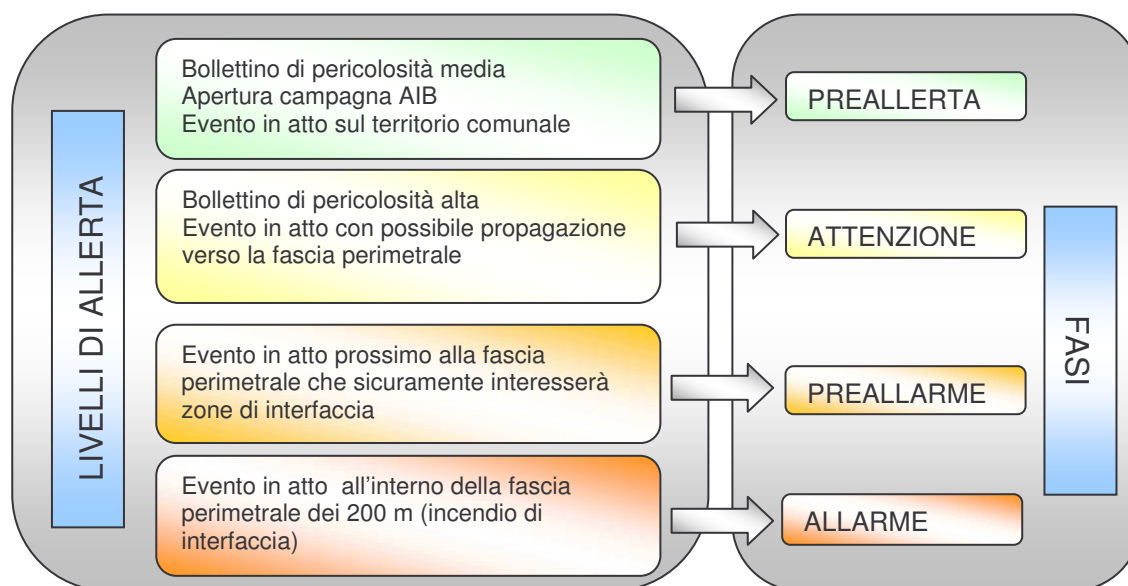 LIVELLI DI ALLERTA
Bollettino di pericolosità media
Apertura campagna AIB
Evento in atto sul territorio comunale
PREALLERTA
Bollettino di pericolosità alta
Evento in atto con possibile propagazione
verso la fascia perimetrale
ATTENZIONE
Evento in atto prossimo alla fascia
perimetrale che sicuramente interesserà
zone di interfaccia
PREALLARME
Evento in atto all’interno della fascia
perimetrale dei 200 m (incendio di
interfaccia)
ALLARME
FASI